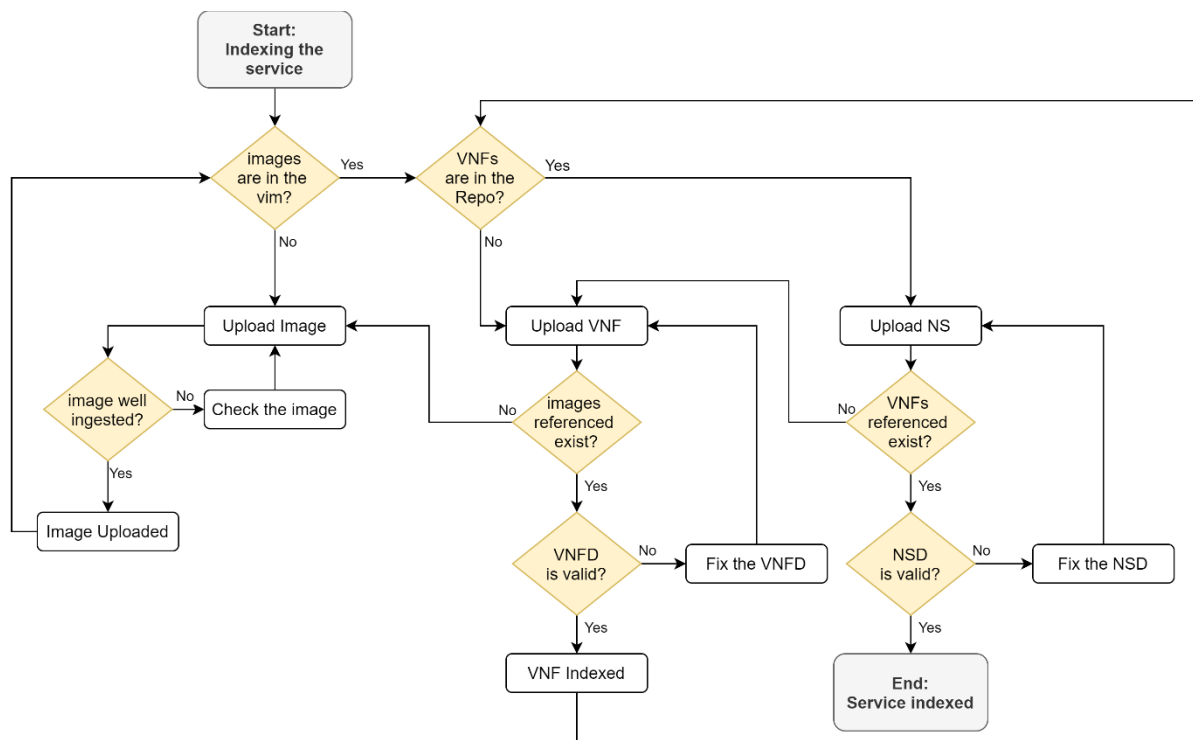 Start:
Indexing the
service
images
are in the
vim?
Yes
VNFs
are in the
Repo?
Yes
No
No
Upload Image
Upload VNF
Upload NS
image well
ingested?
No
Check the image
No
images
referenced
exist?
No
VNFs
referenced
exist?
Yes
Yes
Yes
Image Uploaded
VNFD
is valid?
No
Fix the VNFD
NSD
is valid?
No
Fix the NSD
Yes
Yes
VNF Indexed
End:
Service indexed